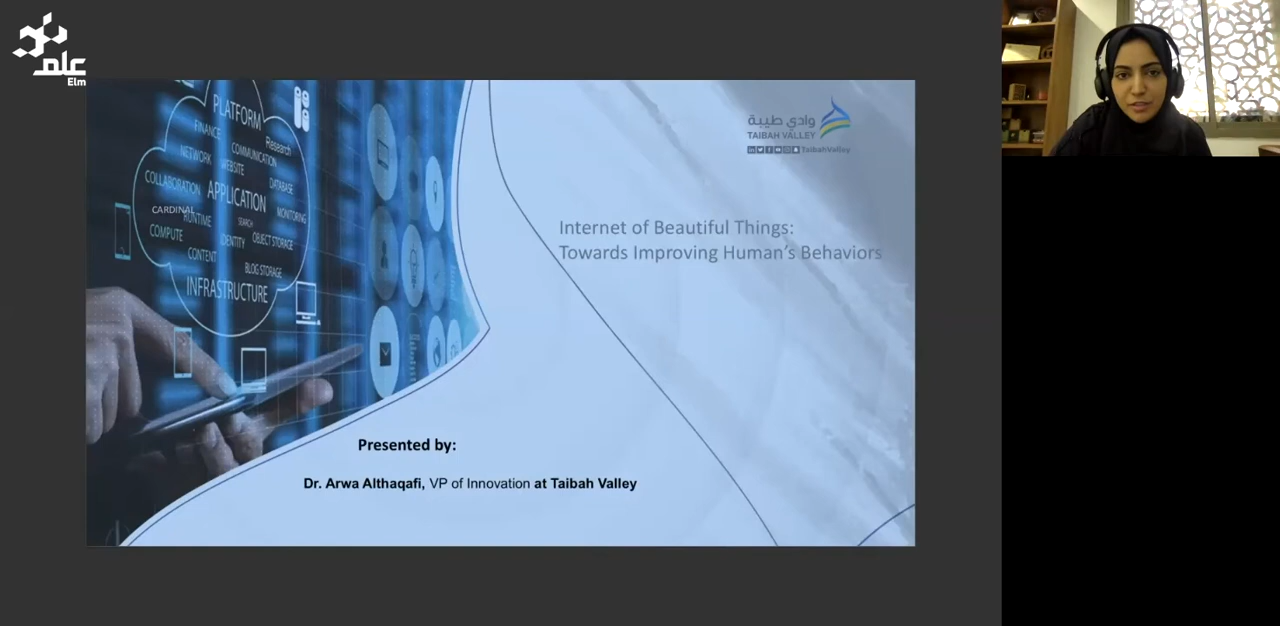 علم
Elm
وادي طيبة
TAIBAH VALLEY
TaibahValley
PLATFORM
FINANCE
Research
NETWORK
COMMUNICATION
WEBSITE
COLLABORATION
APPLICATION
DATABASE
CARDINAL
RUNTIME
SEARCH
MONITORING
COMPUTE
IDENTITY
OBJECT STORAGE
CONTENT
BLOG STORAGE
INFRASTRUCTURE
Internet of Beautiful Things:
Towards Improving Human's Behaviors
Presented by:
Dr. Arwa Althaqafi, VP of Innovation at Taibah Valley